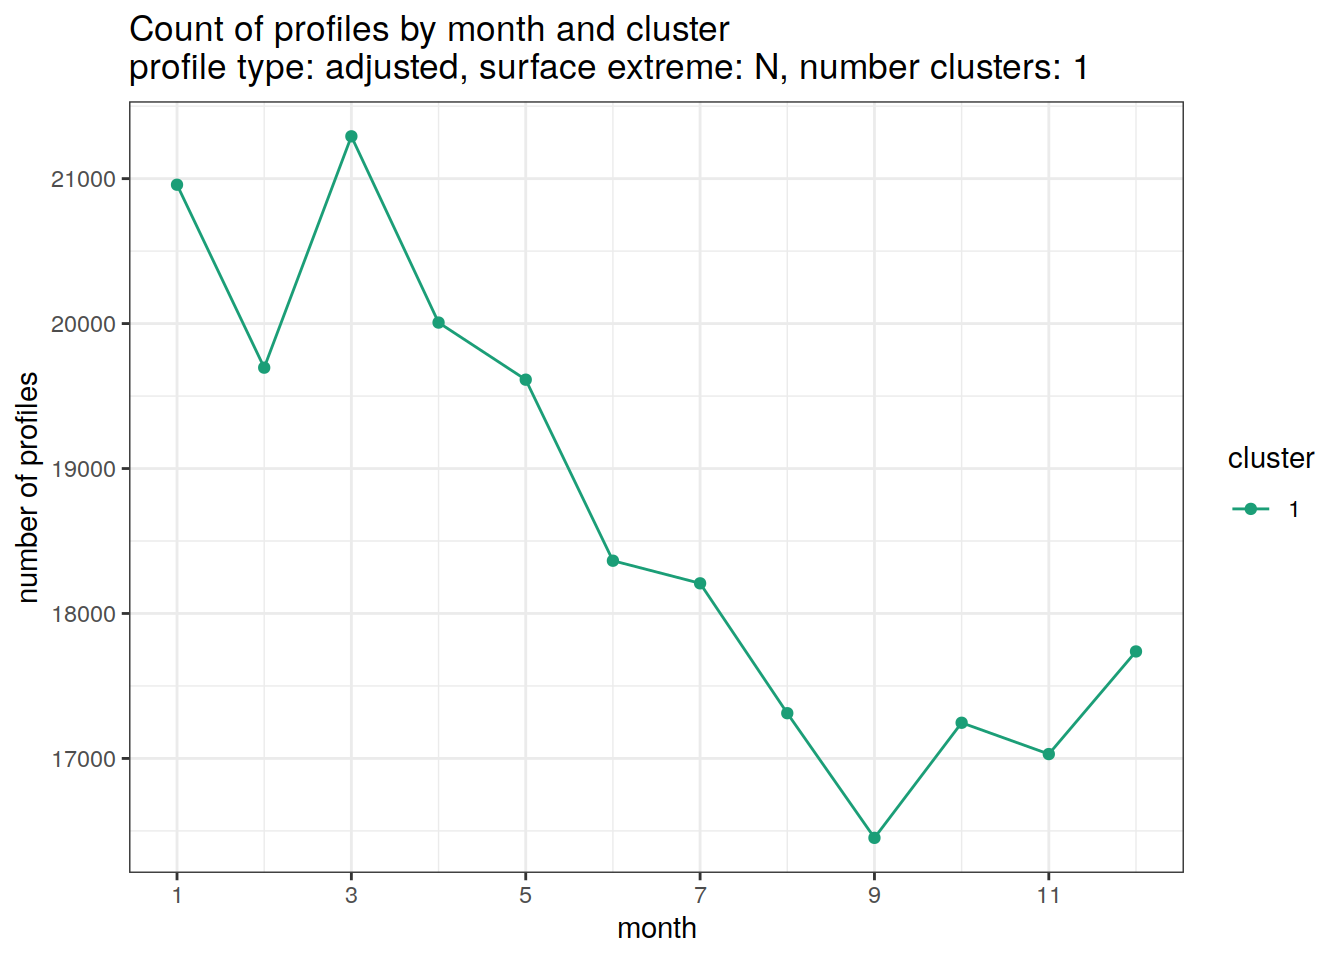 Count of profiles by month and cluster
profile type: adjusted, surface extreme: N, number clusters: 1
21000
20000
19000
18000
17000
number of profiles
1 3 5 7 9 11
month
cluster
1